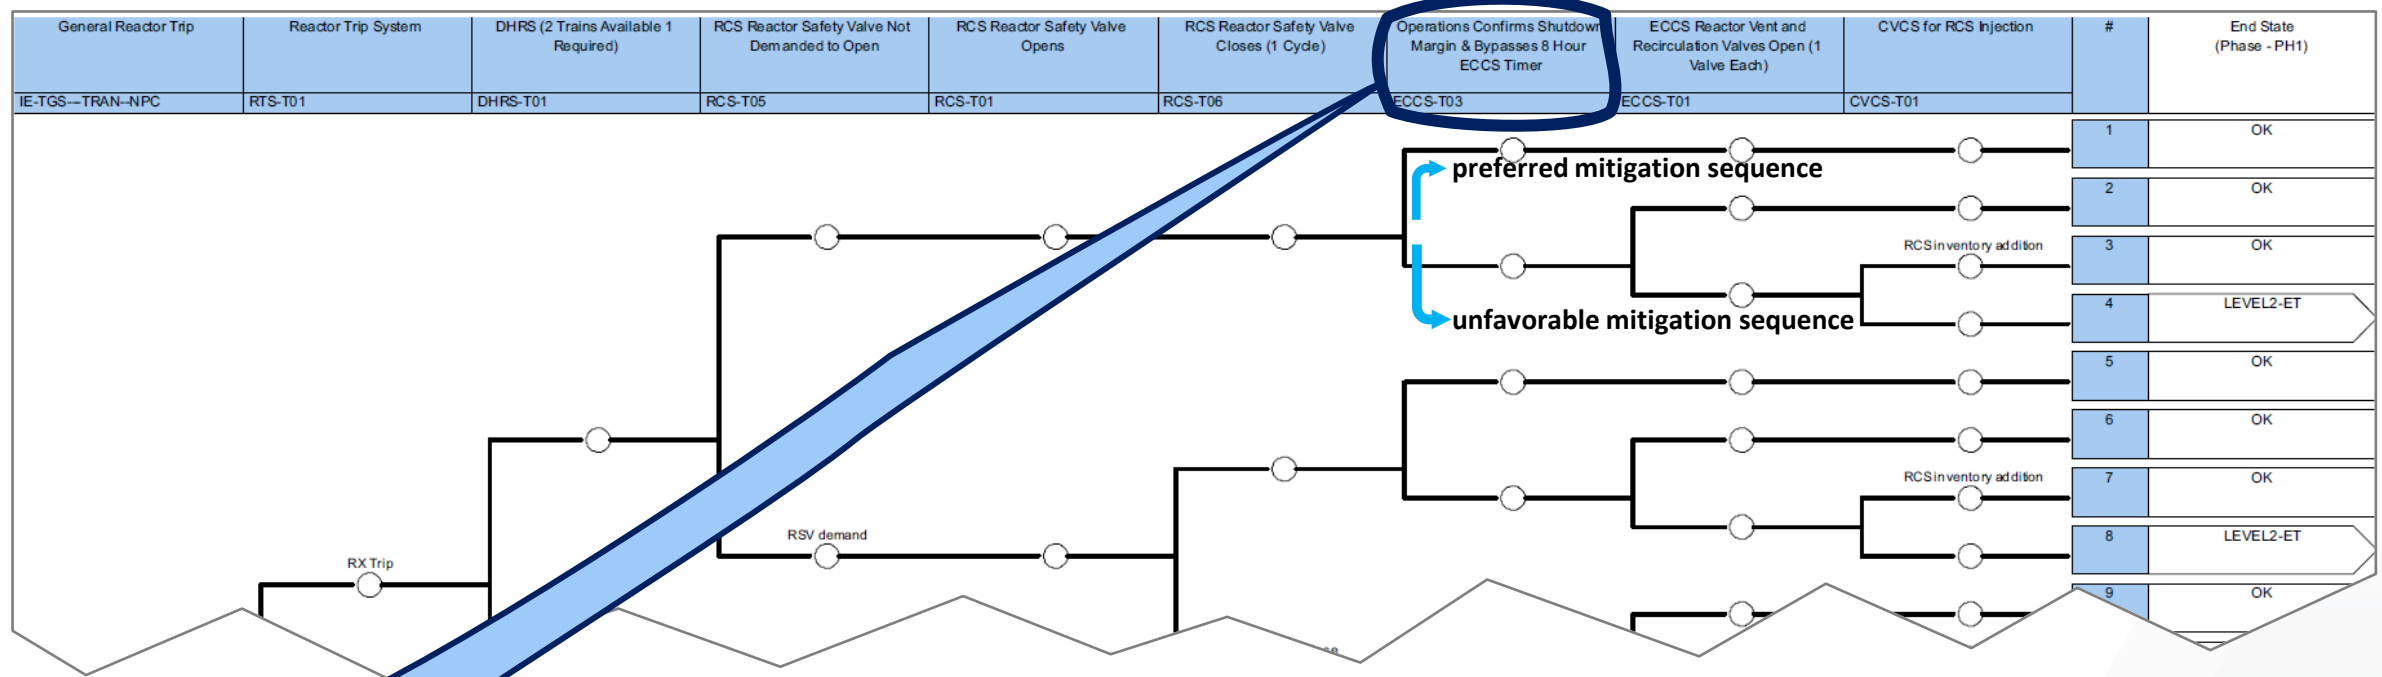 General Reactor Trip
Reactor Trip System
DHRS (2 Trains Available 1
Required)
RCS Reactor Safety Valve Not
Demanded to Open
RCS Reactor Safety Valve
Opens
RCS Reactor Safety Valve
Closes (1 Cycle)
Operations Confirms Shutdown
Margin & Bypasses 8 Hour
ECCS Timer
ECCS Reactor Vent and
Recirculation Valves Open (1
Valve Each)
CVCS for RCS Injection
#
End State
(Phase - PH1)
IE-TGS---TRAN--NPC
RTS-T01
DHRS-T01
RCS-T05
RCS-T01
RCS-T06
ECCS-T03
ECCS-T01
CVCS-T01
1
OK
preferred mitigation sequence
2
OK
RCS inventory addition
3
OK
4
LEVEL2-ET
unfavorable mitigation sequence
5
OK
6
OK
RCS inventory addition
7
OK
RSV demand
8
LEVEL2-ET
RX Trip
9
OK